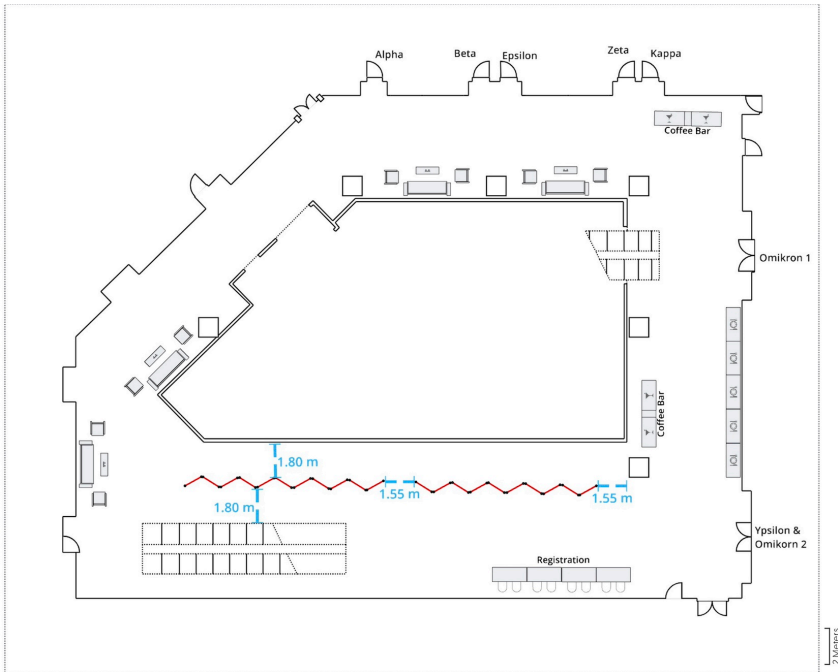 Alpha
Beta
Epsilon
Zeta
Kappa
Coffee Bar
Omikron 1
Coffee Bar
1.80 m
1.55 m
1.55 m
1.80 m
Ypsilon &
Omikorn 2
Registration
2 Meters